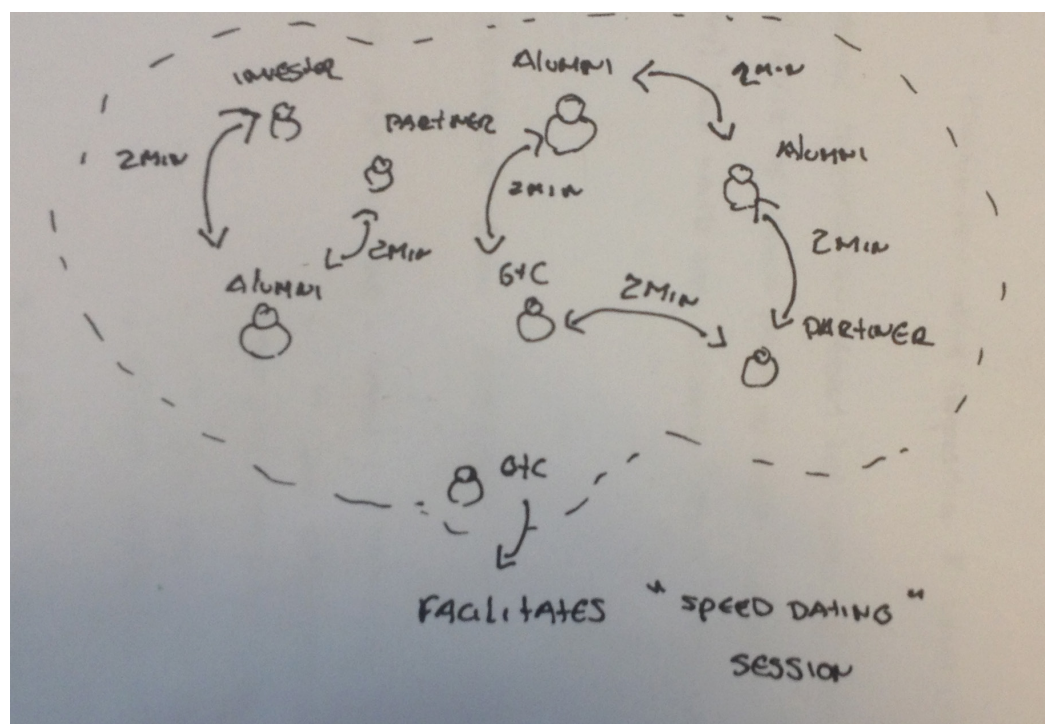 INVESTOR
ALUMNI
2MIN
PARTNER
2MIN
ALUMNI
2MIN
2MIN
ALUMNI
ALUMNI
2MIN
G+C
2MIN
PARTNER
G+C
FACILITATES "SPEED DATING"
SESSION